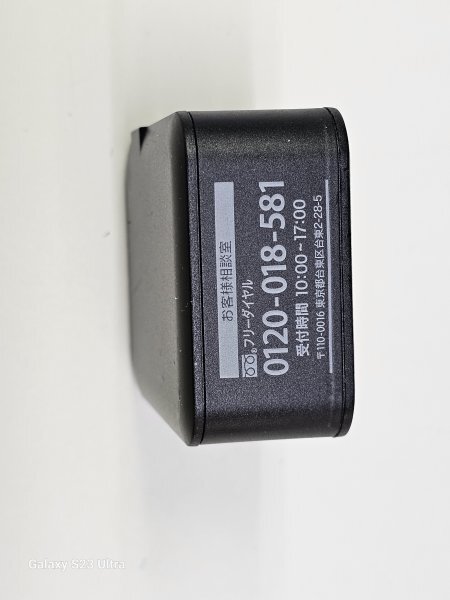 お客様相談室
フリーダイヤル
0120-018-581
受付時間 10:00~17:00
〒110-0016 東京都台東区台東2-28-5
Galaxy S23 Ultra